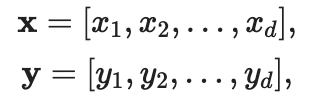 x = [x₁, x₂, . . . , x_d],
y = [y₁, y₂, . . . , y_d],